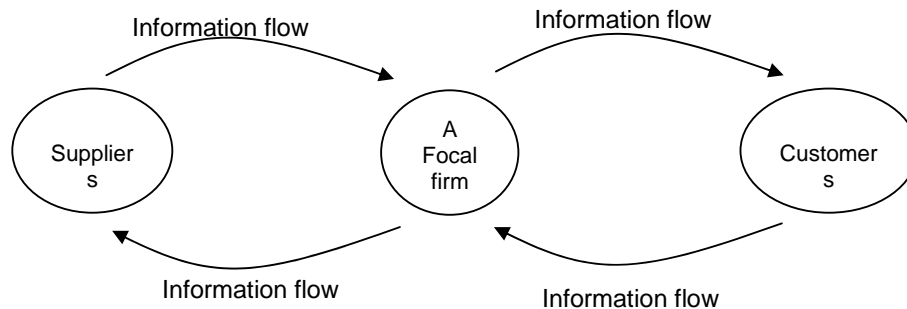 Information flow
Information flow
Supplier
s
A
Focal
firm
Customer
s
Information flow
Information flow